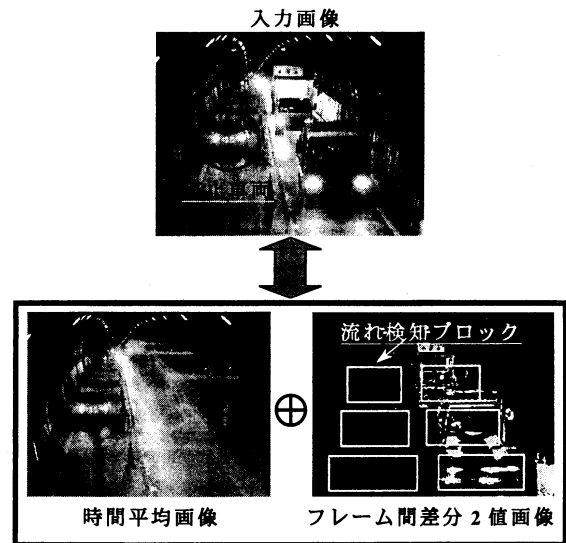 入力画像
流れ検知ブロック
時間平均画像
フレーム間差分2値画像